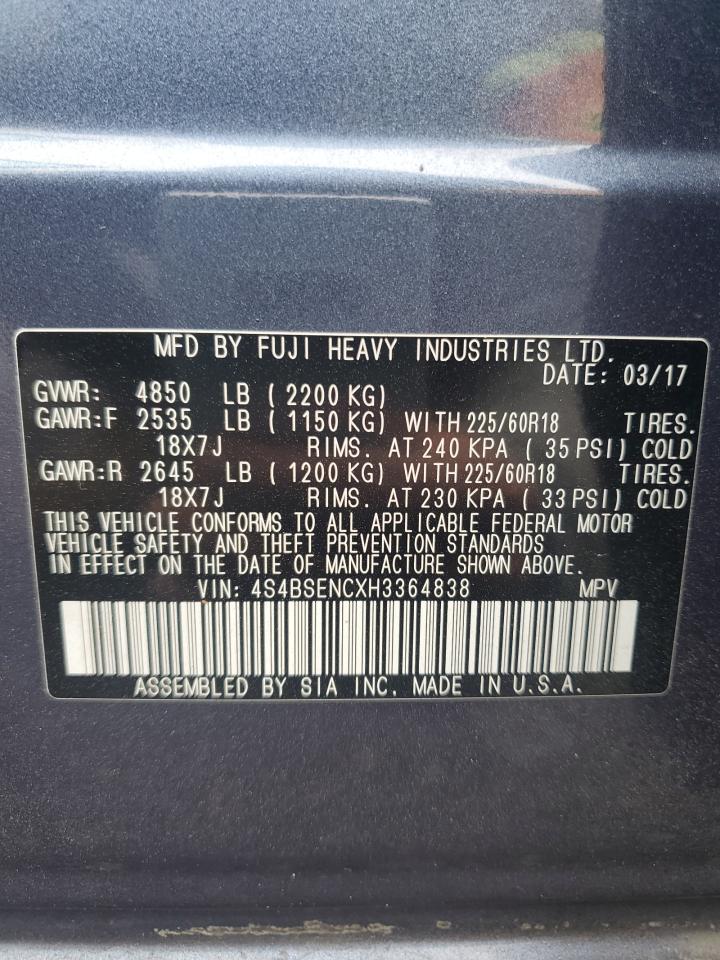 MFD BY FUJI HEAVY INDUSTRIES LTD.
DATE: 03/17
GVWR: 4850 LB ( 2200 KG)
GAWR:F 2535 LB ( 1150 KG) WITH 225/60R18 TIRES.
18X7J RIMS. AT 240 KPA ( 35 PSI) COLD
GAWR:R 2645 LB ( 1200 KG) WITH 225/60R18 TIRES.
18X7J RIMS. AT 230 KPA ( 33 PSI) COLD
THIS VEHICLE CONFORMS TO ALL APPLICABLE FEDERAL MOTOR
VEHICLE SAFETY AND THEFT PREVENTION STANDARDS
IN EFFECT ON THE DATE OF MANUFACTURE SHOWN ABOVE.
VIN: 4S4BSENCXH3364838 MPV
ASSEMBLED BY SIA INC. MADE IN U.S.A.